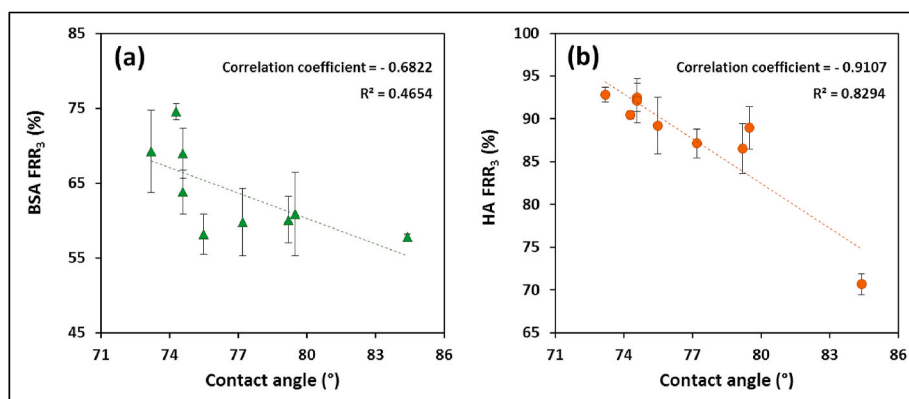 (a)
Correlation coefficient = - 0.6822
R² = 0.4654
BSA FRR₃ (%)
85
75
65
55
45
71 74 77 80 83 86
Contact angle (°)
(b)
Correlation coefficient = - 0.9107
R² = 0.8294
HA FRR₃ (%)
100
95
90
85
80
75
70
65
71 74 77 80 83 86
Contact angle (°)